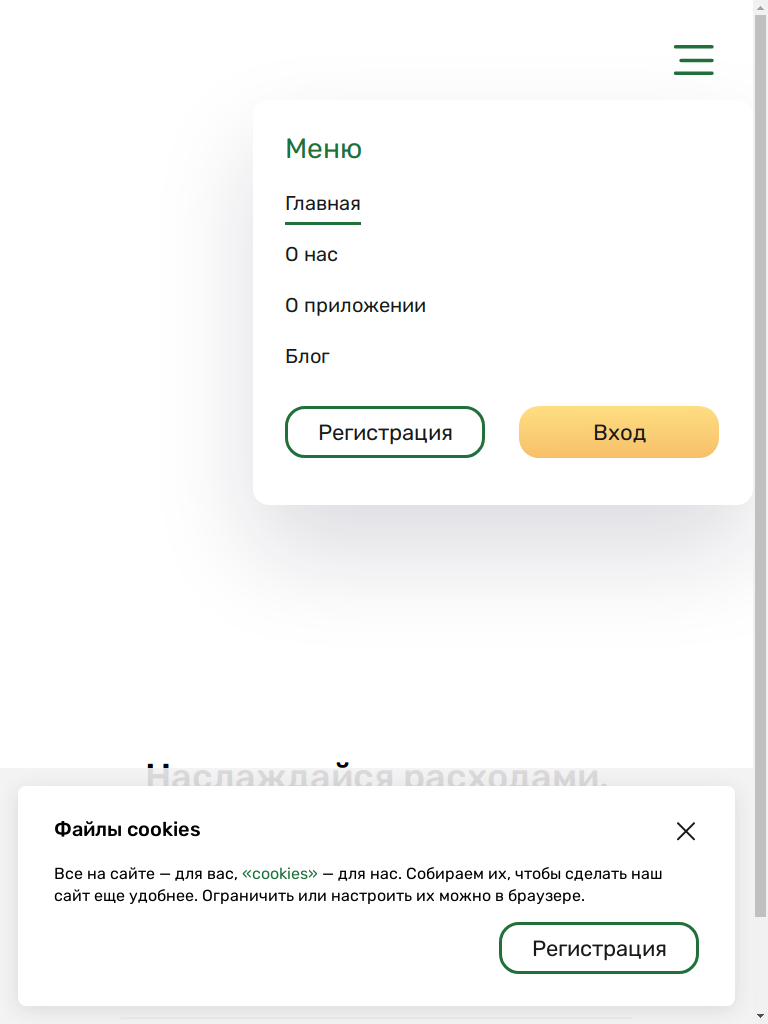 Меню
Главная
О нас
О приложении
Блог
Регистрация
Вход
Наслаждайся расходами.
Файлы cookies
Все на сайте — для вас, «cookies» — для нас. Собираем их, чтобы сделать наш
сайт еще удобнее. Ограничить или настроить их можно в браузере.
Регистрация